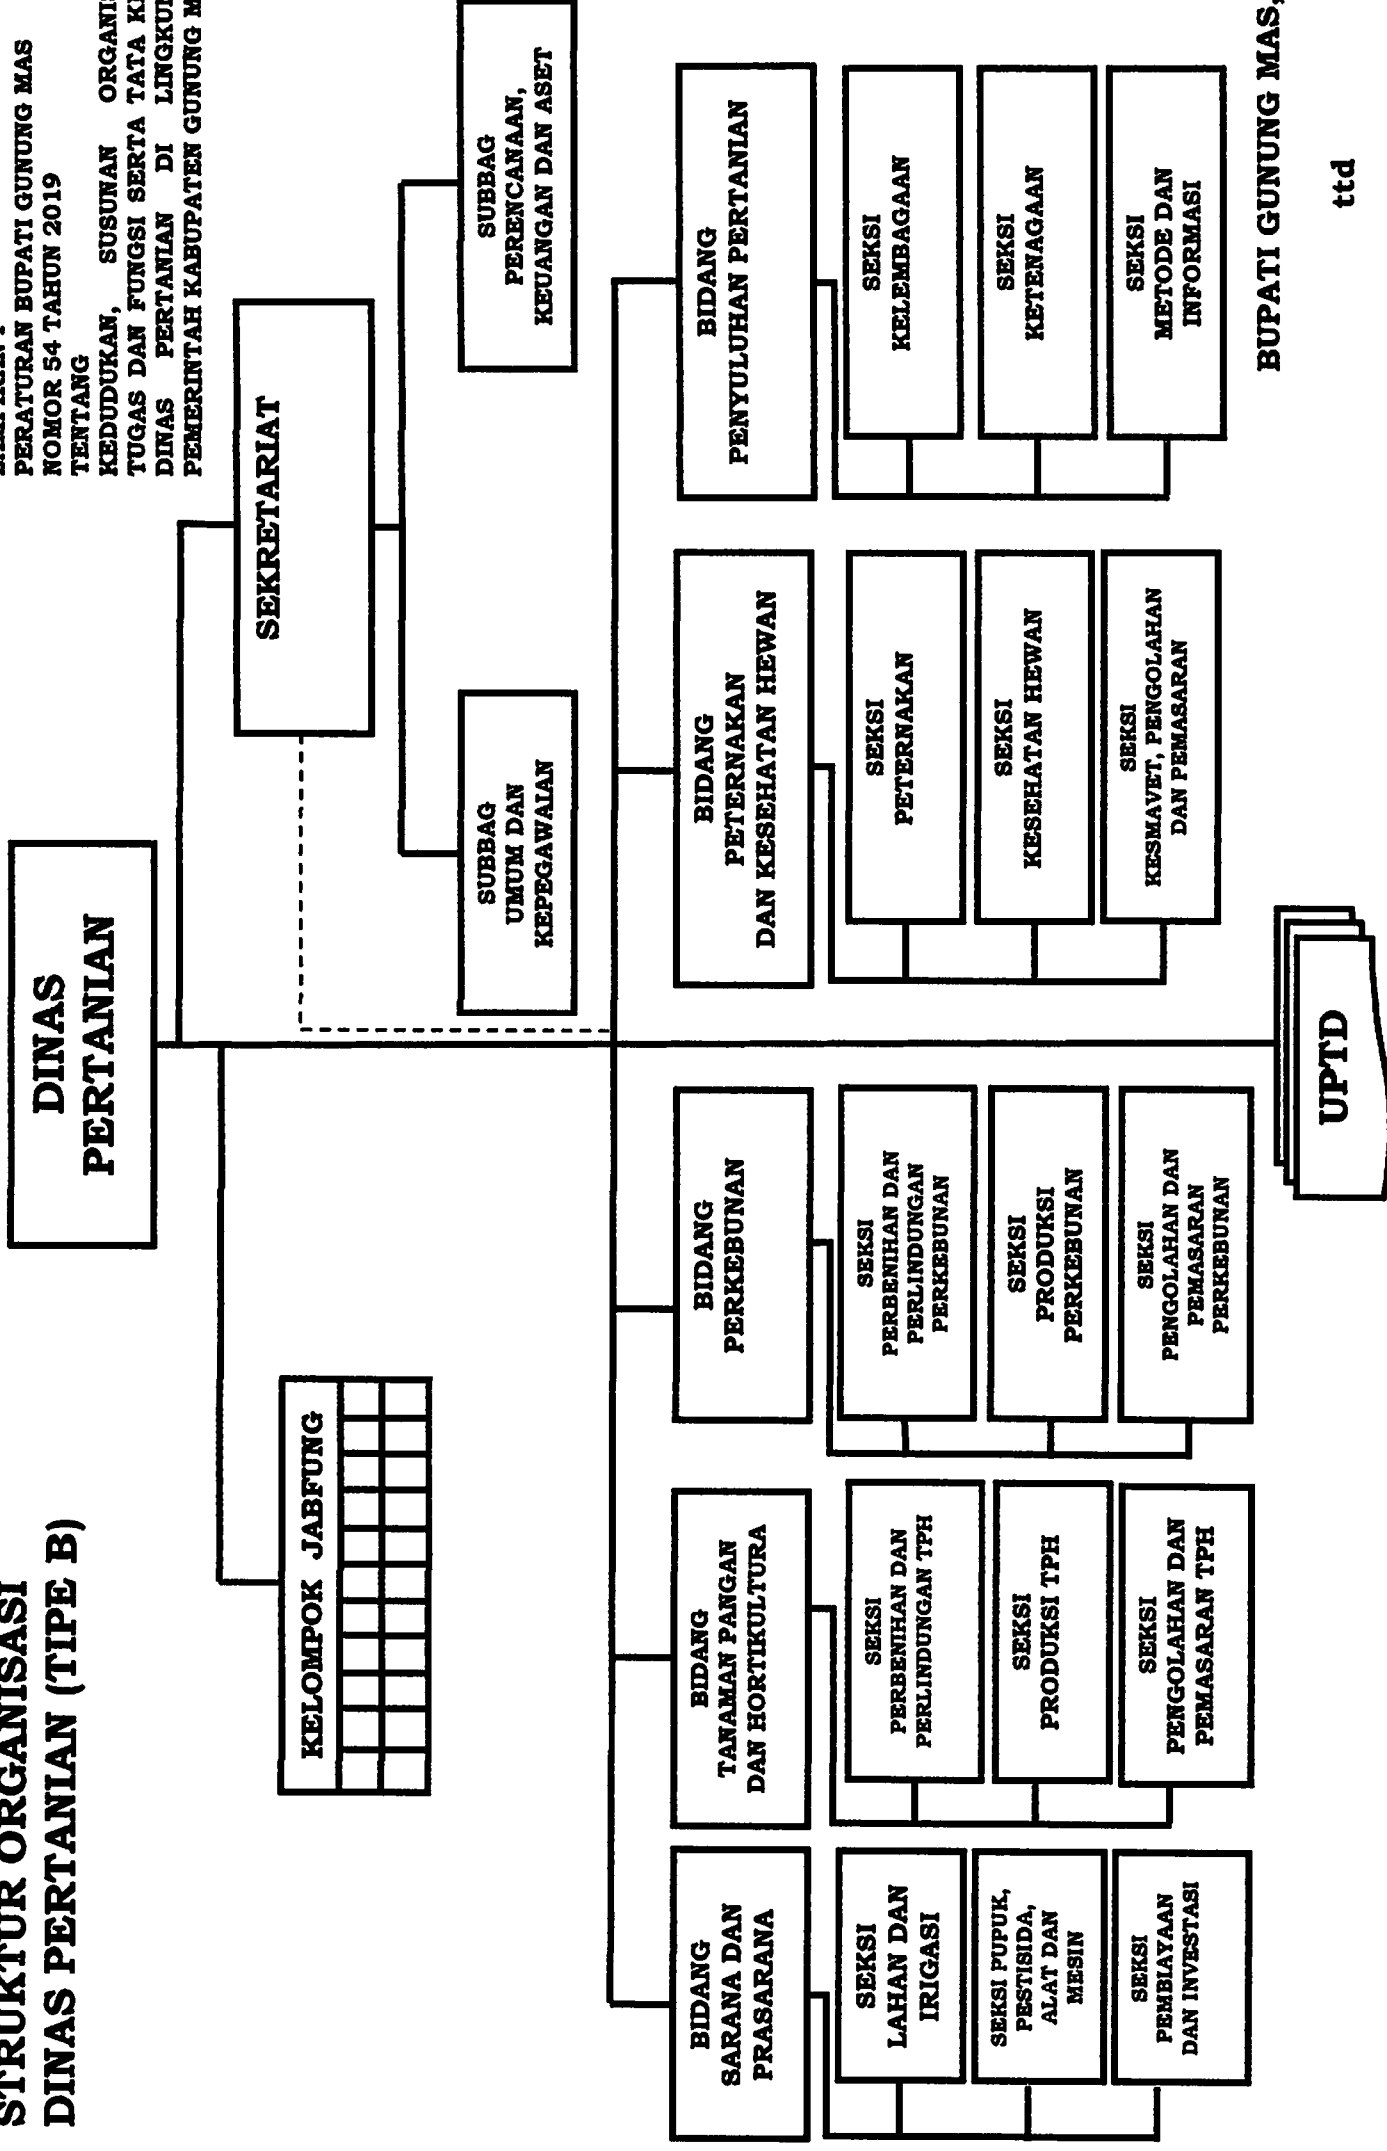 STRUKTUR ORGANISASI
DINAS PERTANIAN (TIPE B)
PERATURAN BUPATI GUNUNG MAS
NOMOR 54 TAHUN 2019
TENTANG
KEDUDUKAN, SUSUNAN
TUGAS DAN FUNGSI SERTA TATA
DINAS PERTANIAN DI
PEMERINTAH KABUPATEN GUNUNG
DINAS
PERTANIAN
SEKRETARIAT
KELOMPOK JABFUNG
SUBBAG
UMUM DAN
KEPEGAWAIAN
SUBBAG
PERENCANAAN,
KEUANGAN DAN ASET
BIDANG
SARANA DAN
PRASARANA
SEKSI
LAHAN DAN
IRIGASI
SEKSI PUPUK,
PESTISIDA,
ALAT DAN
MESIN
SEKSI
PEMBIAYAAN
DAN INVESTASI
BIDANG
TANAMAN PANGAN
DAN HORTIKULTURA
SEKSI
PERBENIHAN DAN
PERLINDUNGAN TPH
SEKSI
PRODUKSI TPH
SEKSI
PENGOLAHAN DAN
PEMASARAN TPH
BIDANG
PERKEBUNAN
SEKSI
PERBENIHAN DAN
PERLINDUNGAN
PERKEBUNAN
SEKSI
PRODUKSI
PERKEBUNAN
SEKSI
PENGOLAHAN DAN
PEMASARAN
PERKEBUNAN
BIDANG
PETERNAKAN
DAN KESEHATAN HEWAN
SEKSI
PETERNAKAN
SEKSI
KESEHATAN HEWAN
SEKSI
KESMAVET, PENGOLAHAN
DAN PEMASARAN
BIDANG
PENYULUHAN PERTANIAN
SEKSI
KELEMBAGAAN
SEKSI
KETENAGAAN
SEKSI
METODE DAN
INFORMASI
UPTD
BUPATI GUNUNG MAS,
ttd